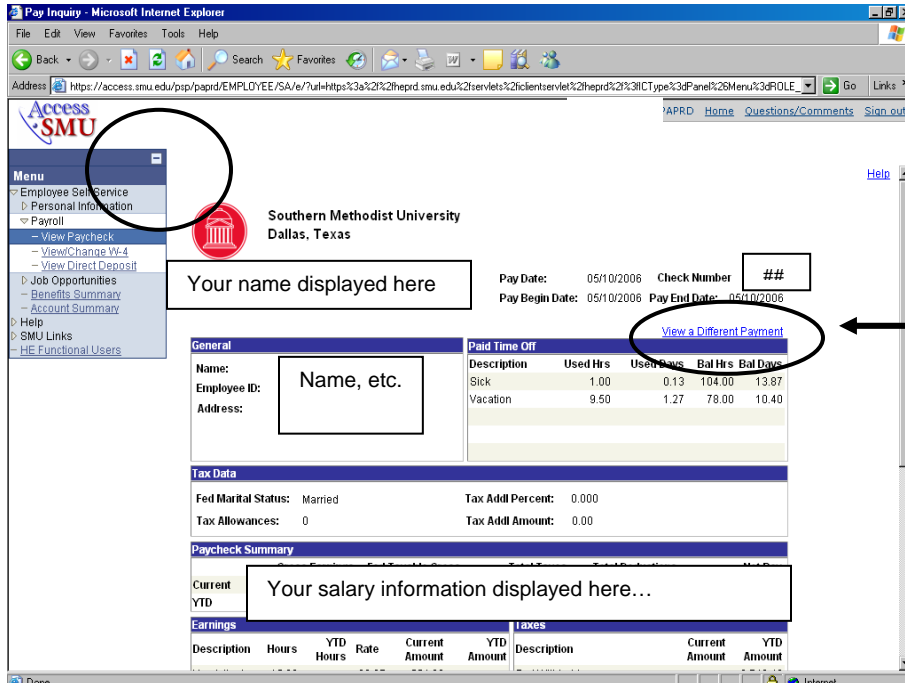 Pay Inquiry - Microsoft Internet Explorer
File Edit View Favorites Tools Help
Back Search Favorites
Address https://access.smu.edu/psp/paprd/EMPLOYEE/SA/e/?url=https%3a%2f%2fheprd.smu.edu%2fservlets%2ficlientservlet%2fheprd%2f%3fICType%3dPanel%26Menu%3dROLE_ Go Links
Access
SMU
PAPRD Home Questions/Comments Sign out
Help
Menu
Employee Self Service
Personal Information
Payroll
– View Paycheck
– View/Change W-4
– View Direct Deposit
Job Opportunities
– Benefits Summary
– Account Summary
Help
SMU Links
– HE Functional Users
Southern Methodist University
Dallas, Texas
Your name displayed here
Pay Date: 05/10/2006 Check Number ##
Pay Begin Date: 05/10/2006 Pay End Date: 05/10/2006
View a Different Payment
General
Name:
Employee ID:
Address:
Name, etc.
Paid Time Off
Description Used Hrs Used Days Bal Hrs Bal Days
Sick 1.00 0.13 104.00 13.87
Vacation 9.50 1.27 78.00 10.40
Tax Data
Fed Marital Status: Married Tax Addl Percent: 0.000
Tax Allowances: 0 Tax Addl Amount: 0.00
Paycheck Summary
Current
YTD
Your salary information displayed here…
Earnings
Description Hours YTD Hours Rate Current Amount YTD Amount
Taxes
Description Current Amount YTD Amount
Done Internet